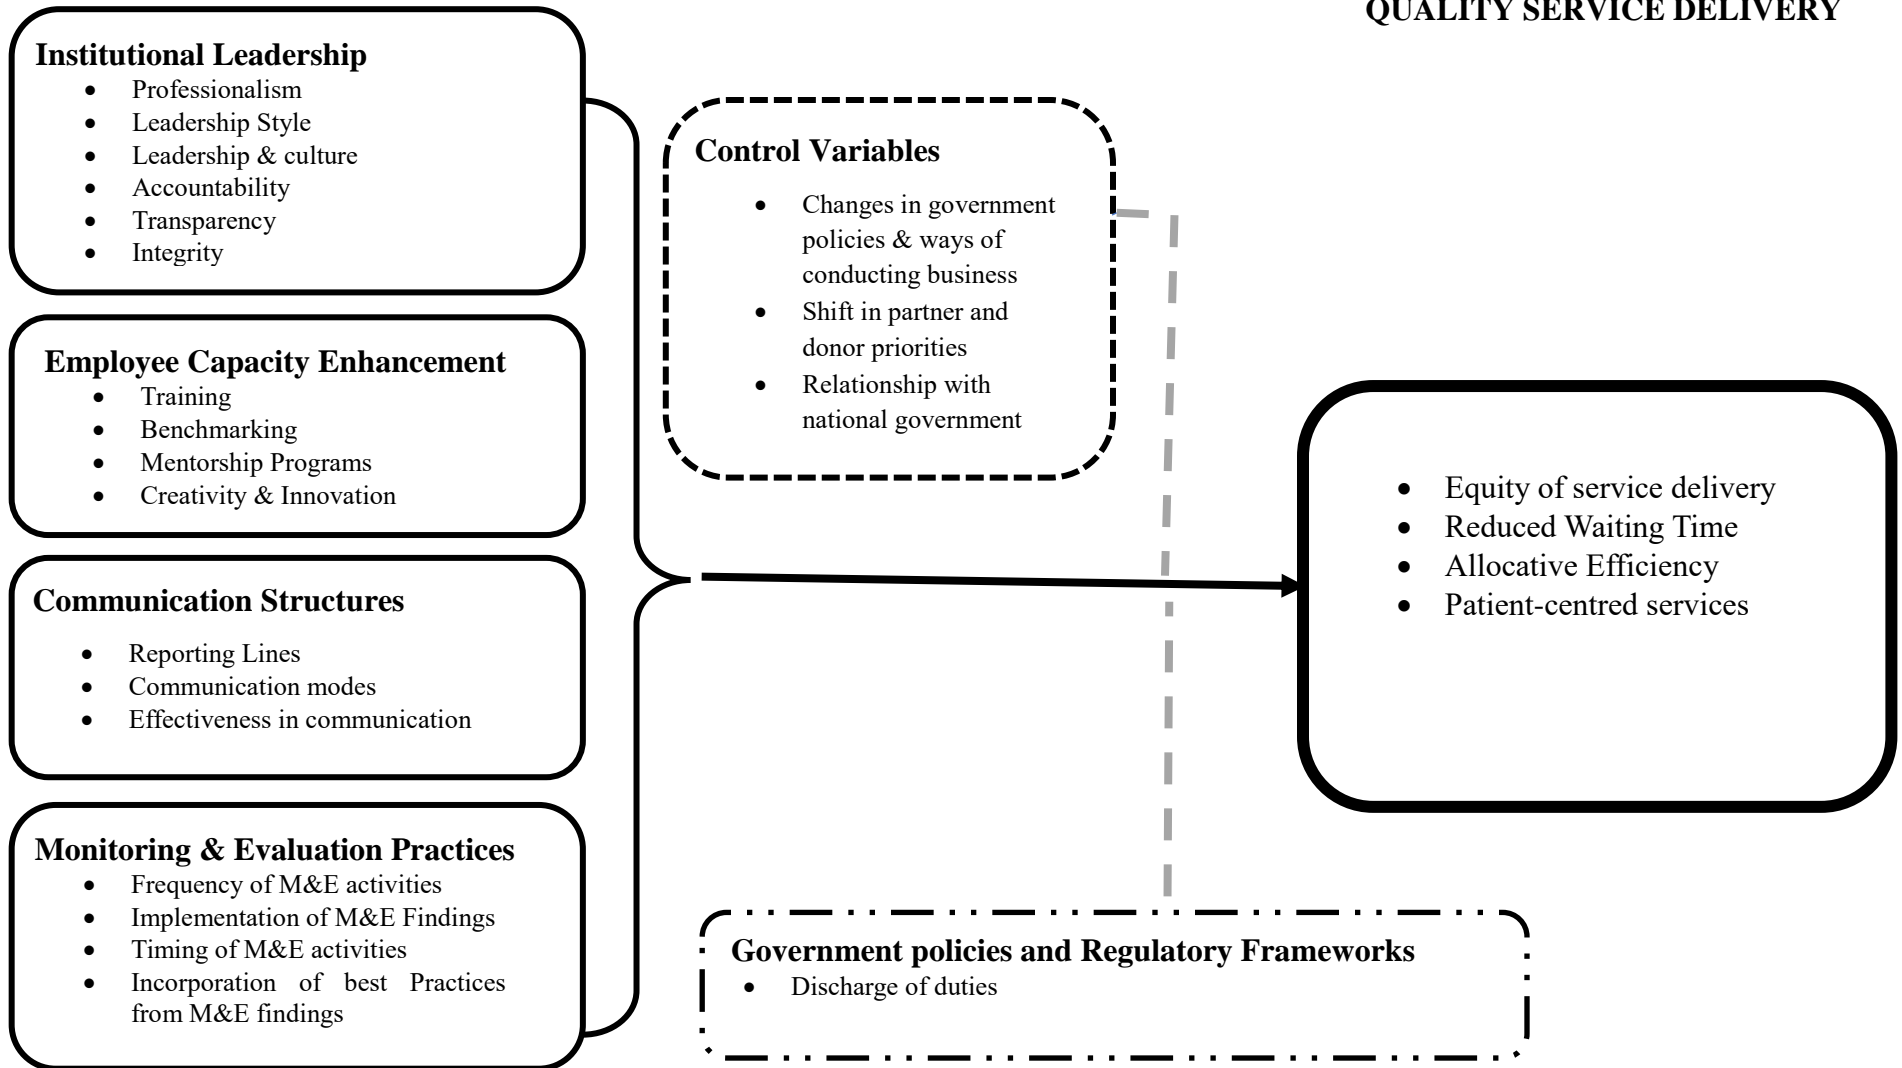 QUALITY SERVICE DELIVERY
Institutional Leadership
• Professionalism
• Leadership Style
• Leadership & culture
• Accountability
• Transparency
• Integrity
Employee Capacity Enhancement
• Training
• Benchmarking
• Mentorship Programs
• Creativity & Innovation
Communication Structures
• Reporting Lines
• Communication modes
• Effectiveness in communication
Monitoring & Evaluation Practices
• Frequency of M&E activities
• Implementation of M&E Findings
• Timing of M&E activities
• Incorporation of best Practices
from M&E findings
Control Variables
• Changes in government
policies & ways of
conducting business
• Shift in partner and
donor priorities
• Relationship with
national government
• Equity of service delivery
• Reduced Waiting Time
• Allocative Efficiency
• Patient-centred services
Government policies and Regulatory Frameworks
• Discharge of duties